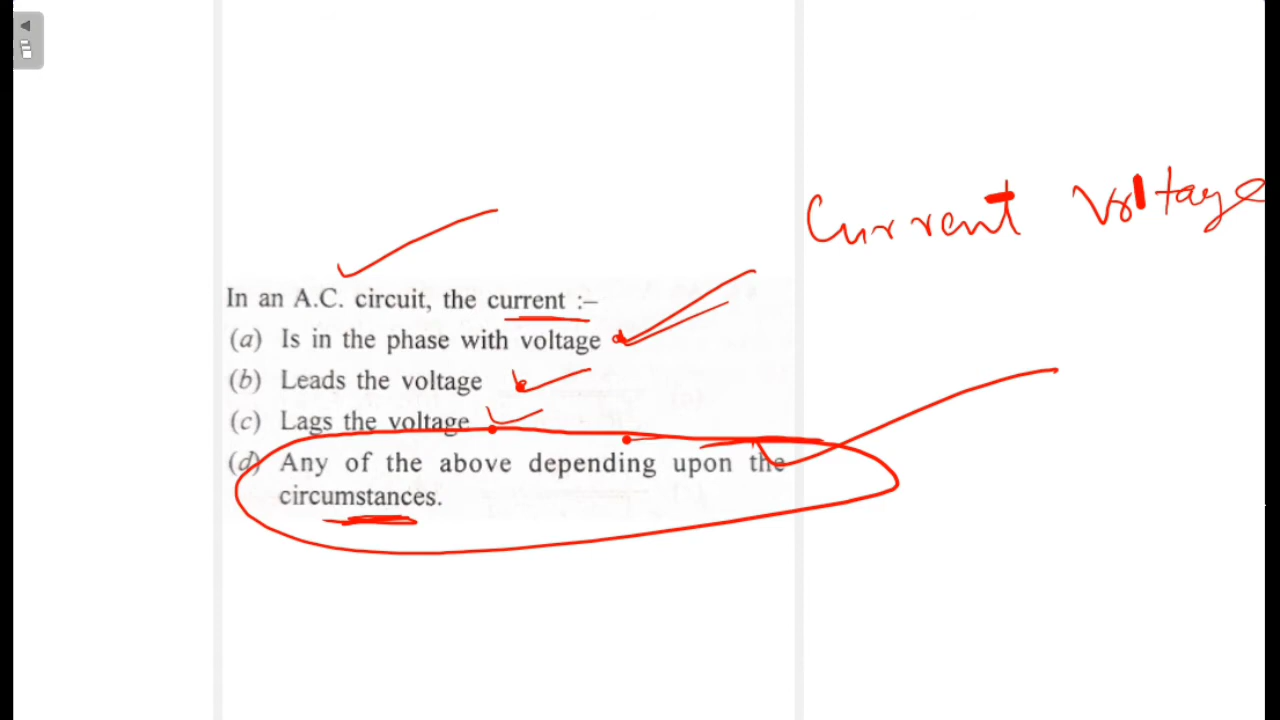 Current Voltage
In an A.C. circuit, the current :–
(a) Is in the phase with voltage
(b) Leads the voltage
(c) Lags the voltage
(d) Any of the above depending upon the
circumstances.